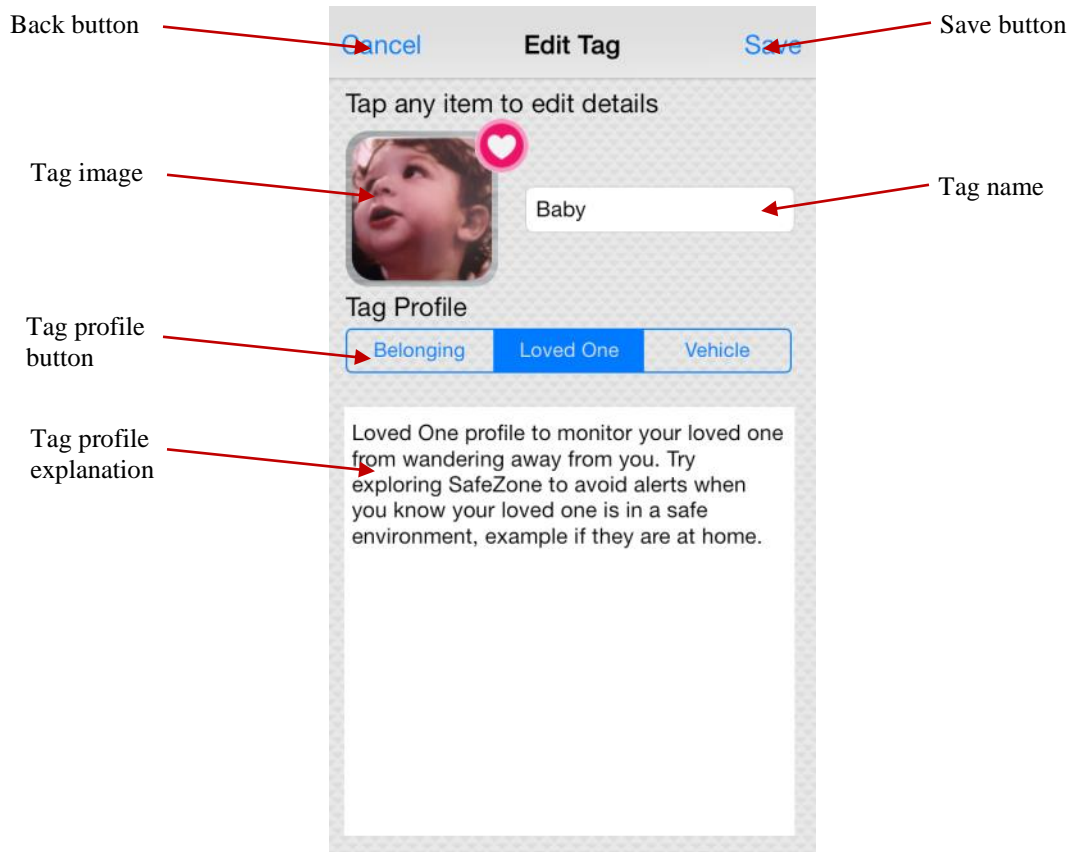 Back button
Save button
Cancel
Edit Tag
Save
Tap any item to edit details
Tag image
Baby
Tag name
Tag Profile
Tag profile
button
Belonging
Loved One
Vehicle
Tag profile
explanation
Loved One profile to monitor your loved one
from wandering away from you. Try
exploring SafeZone to avoid alerts when
you know your loved one is in a safe
environment, example if they are at home.